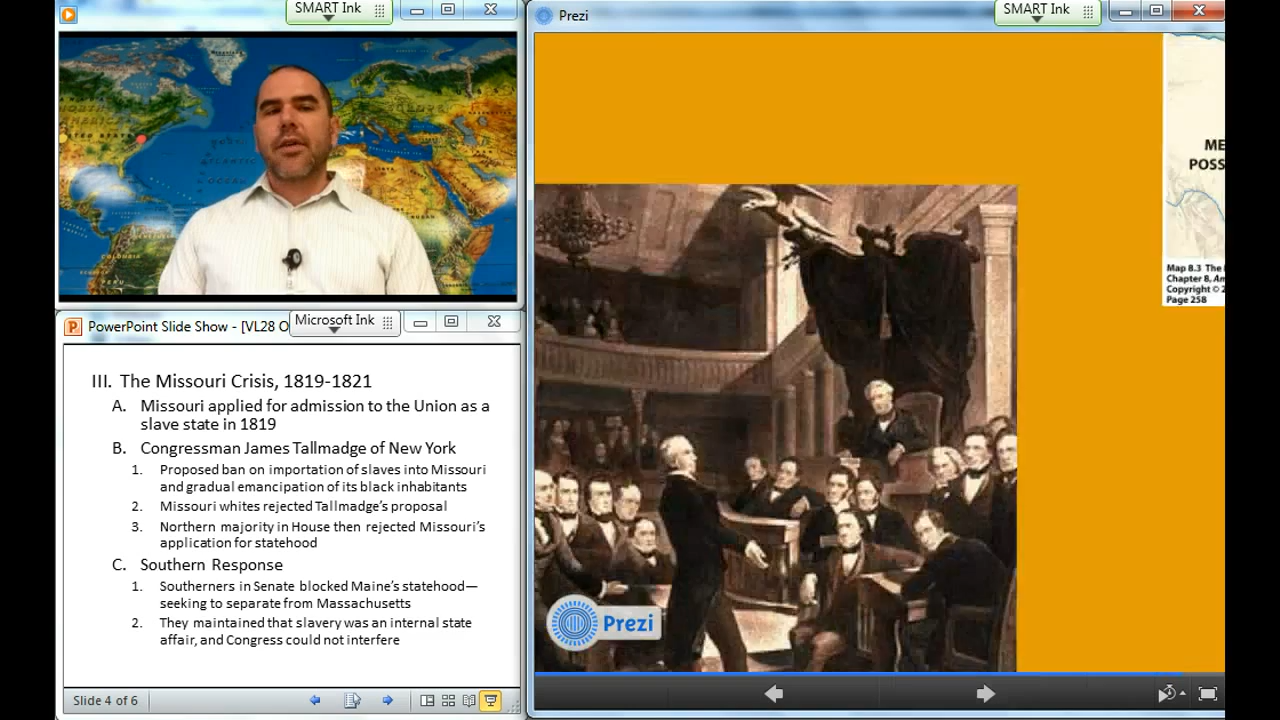 SMART Ink
Prezi
SMART Ink
ME
POSS
Map 8.3 The
Chapter 8, Am
Copyright © 2
Page 258
Prezi
PowerPoint Slide Show - [VL28 O
Microsoft Ink
III. The Missouri Crisis, 1819-1821
A. Missouri applied for admission to the Union as a
slave state in 1819
B. Congressman James Tallmadge of New York
1. Proposed ban on importation of slaves into Missouri
and gradual emancipation of its black inhabitants
2. Missouri whites rejected Tallmadge's proposal
3. Northern majority in House then rejected Missouri's
application for statehood
C. Southern Response
1. Southerners in Senate blocked Maine's statehood—
seeking to separate from Massachusetts
2. They maintained that slavery was an internal state
affair, and Congress could not interfere
Slide 4 of 6